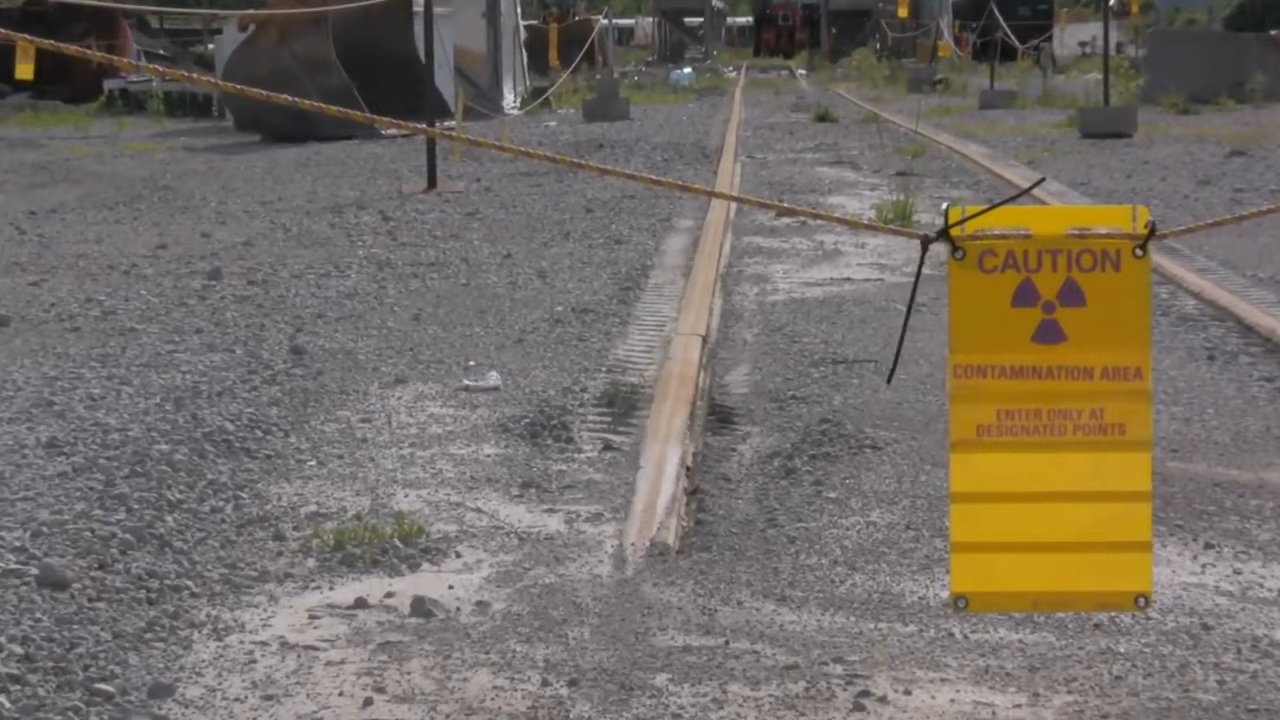 CAUTION
CONTAMINATION AREA
ENTER ONLY AT
DESIGNATED POINTS